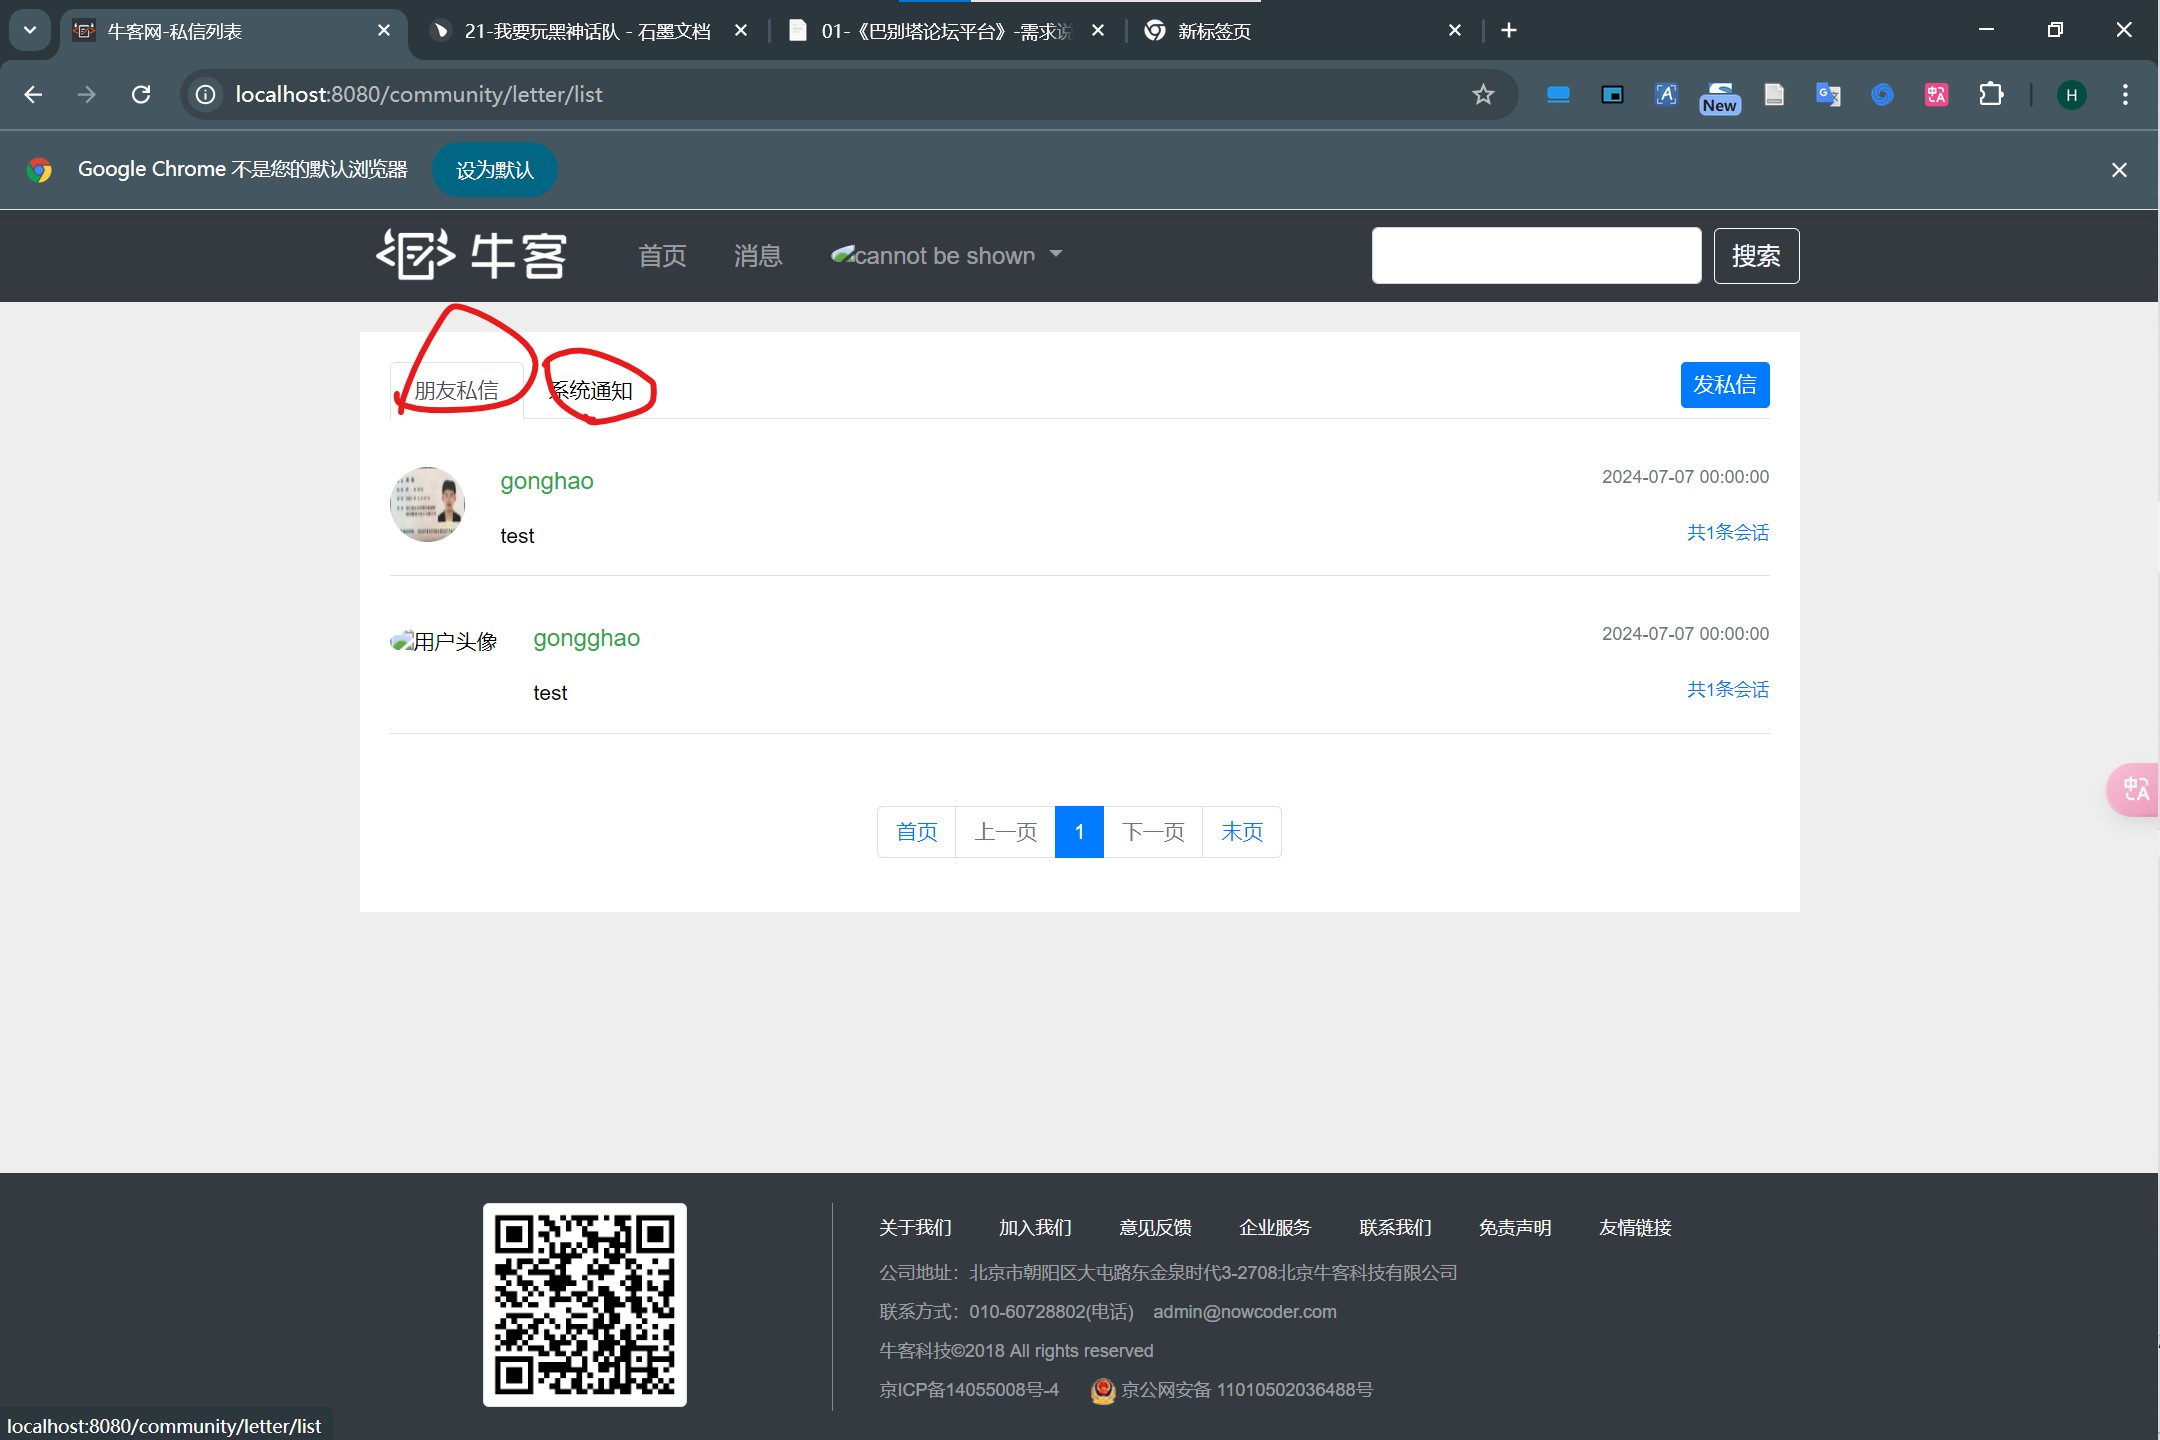 牛客网-私信列表
21-我要玩黑神话队 - 石墨文档
01-《巴别塔论坛平台》-需求说
新标签页
localhost:8080/community/letter/list
New
H
Google Chrome 不是您的默认浏览器
设为默认
牛客
首页
消息
cannot be shown
搜索
朋友私信
系统通知
发私信
gonghao
2024-07-07 00:00:00
test
共1条会话
用户头像
gongghao
2024-07-07 00:00:00
test
共1条会话
首页
上一页
1
下一页
末页
关于我们
加入我们
意见反馈
企业服务
联系我们
免责声明
友情链接
公司地址：北京市朝阳区大屯路东金泉时代3-2708北京牛客科技有限公司
联系方式：010-60728802(电话) admin@nowcoder.com
牛客科技©2018 All rights reserved
京ICP备14055008号-4 京公网安备 11010502036488号
localhost:8080/community/letter/list